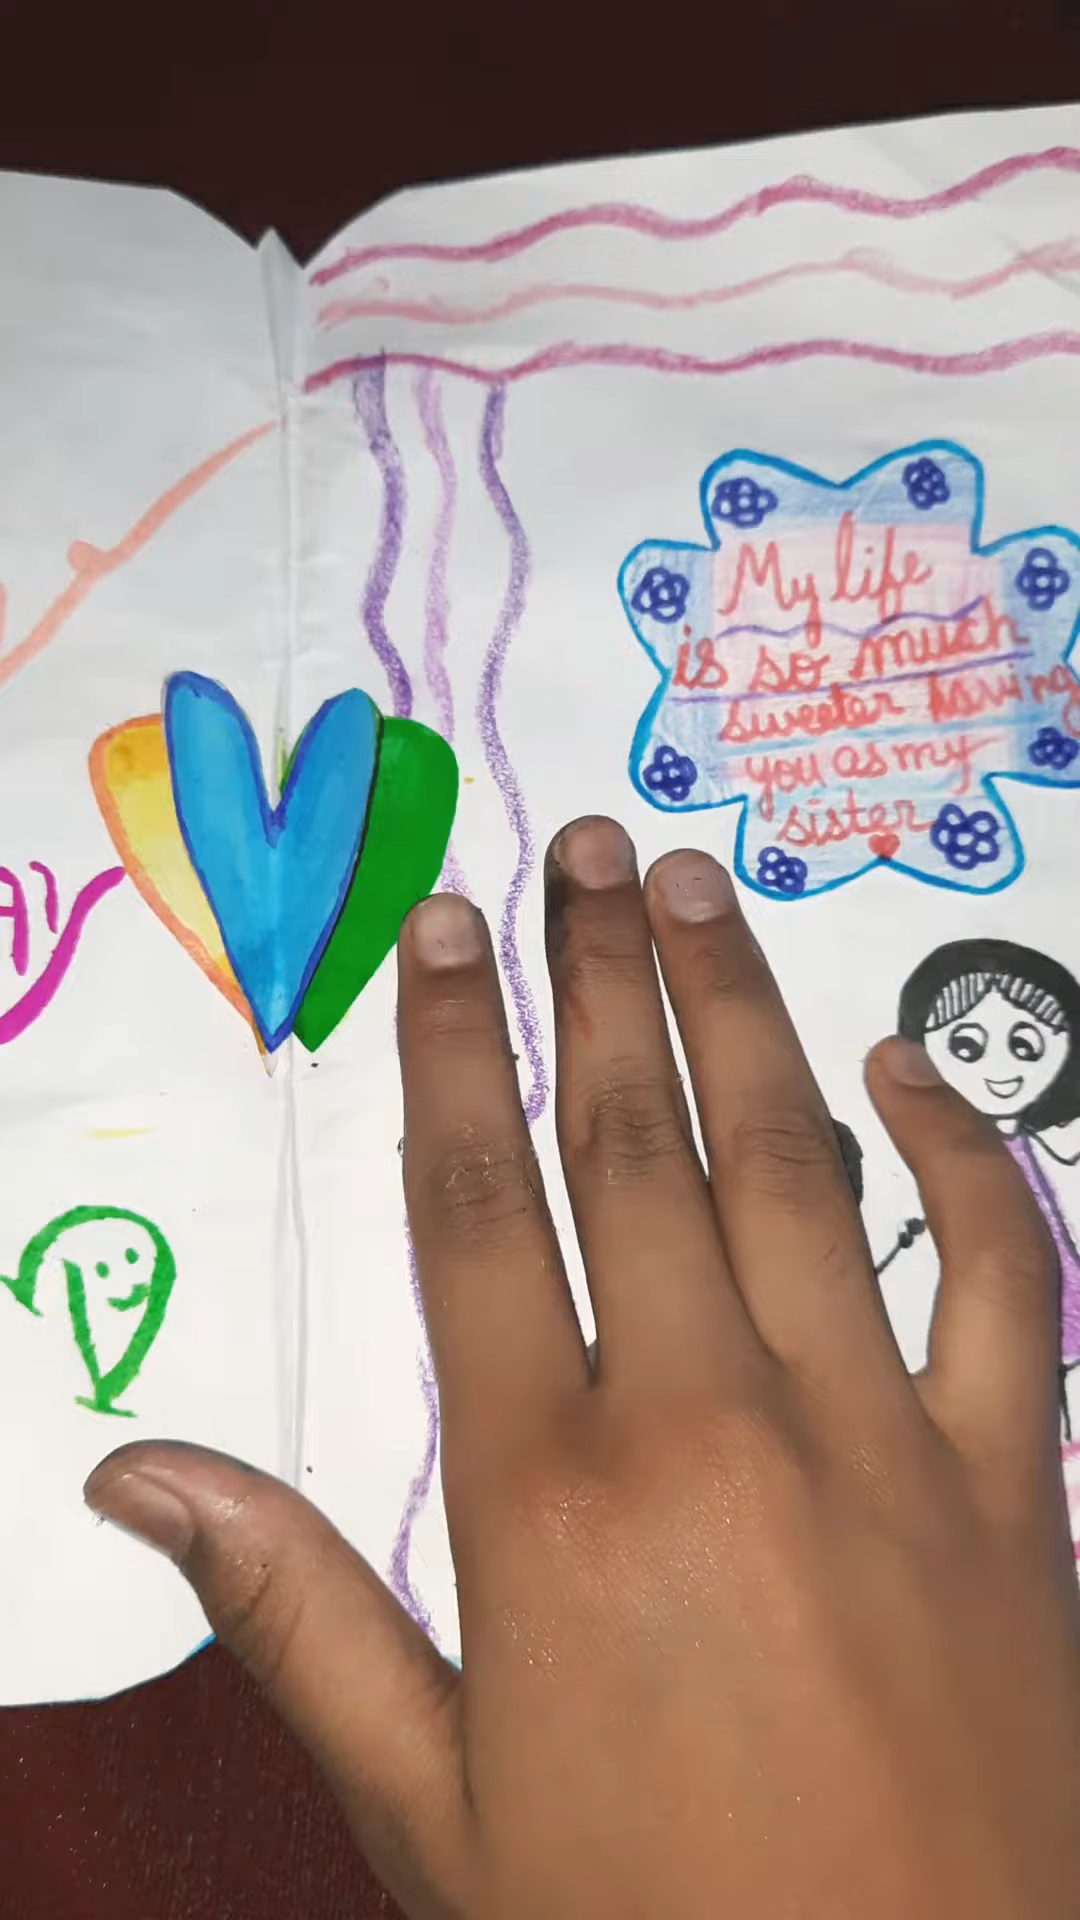 My life
is so much
sweeter having
you as my
sister